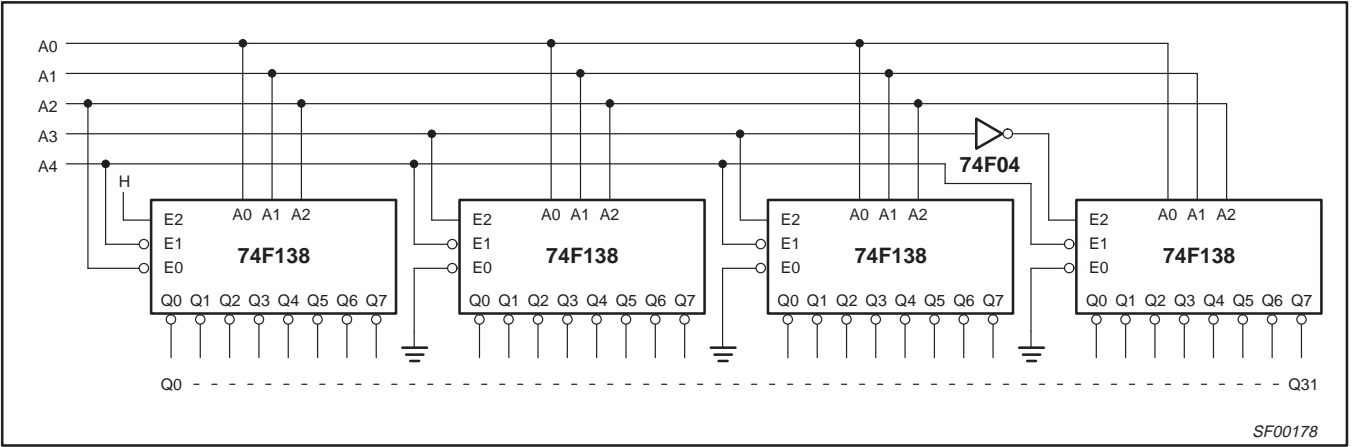 A0
A1
A2
A3
A4
H
74F04
E2 A0 A1 A2
E1
E0
74F138
Q0 Q1 Q2 Q3 Q4 Q5 Q6 Q7
E2 A0 A1 A2
E1
E0
74F138
Q0 Q1 Q2 Q3 Q4 Q5 Q6 Q7
E2 A0 A1 A2
E1
E0
74F138
Q0 Q1 Q2 Q3 Q4 Q5 Q6 Q7
E2 A0 A1 A2
E1
E0
74F138
Q0 Q1 Q2 Q3 Q4 Q5 Q6 Q7
Q0 Q31
SF00178